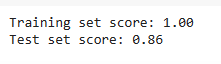 Training set score: 1.00
Test set score: 0.86